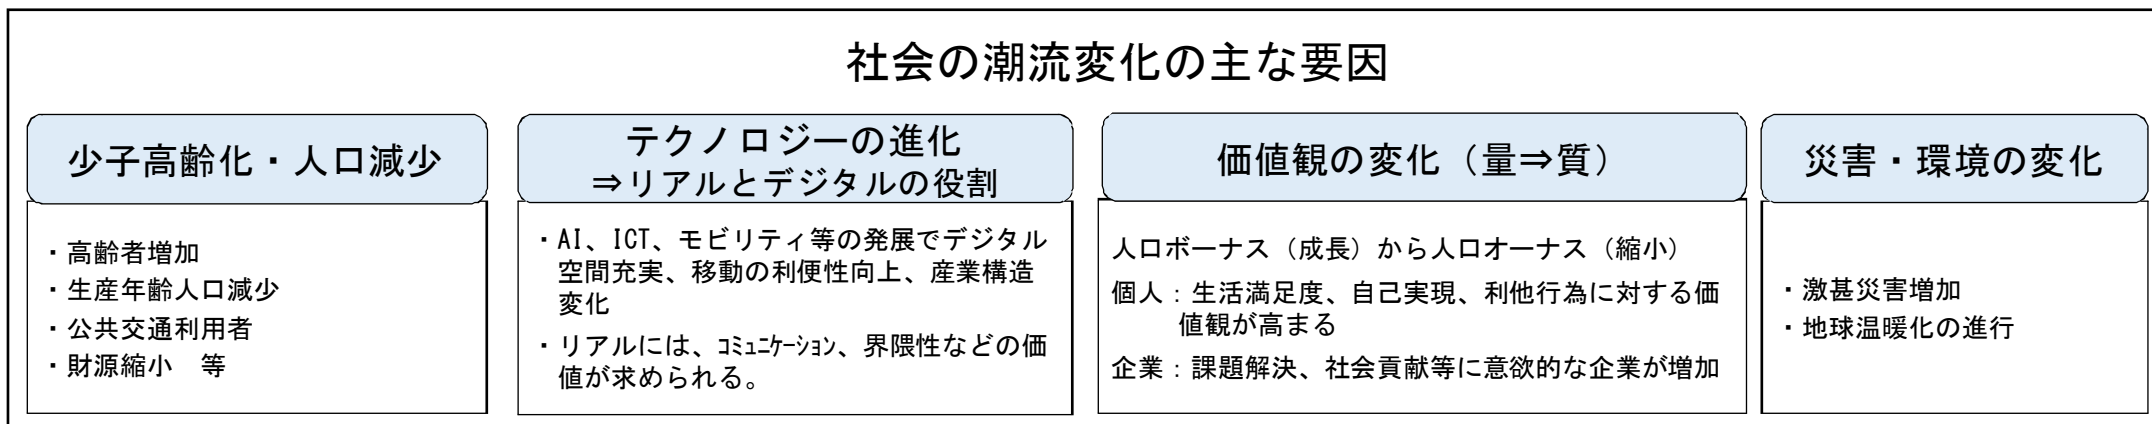 社会の潮流変化の主な要因
少子高齢化・人口減少
・高齢者増加
・生産年齢人口減少
・公共交通利用者
・財源縮小　等
テクノロジーの進化
⇒リアルとデジタルの役割
・AI、ICT、モビリティ等の発展でデジタル
空間充実、移動の利便性向上、産業構造
変化
・リアルには、ｺﾐｭﾆｹｰｼｮﾝ、界隈性などの価
値が求められる。
価値観の変化（量⇒質）
人口ボーナス（成長）から人口オーナス（縮小）
個人：生活満足度、自己実現、利他行為に対する価
値観が高まる
企業：課題解決、社会貢献等に意欲的な企業が増加
災害・環境の変化
・激甚災害増加
・地球温暖化の進行